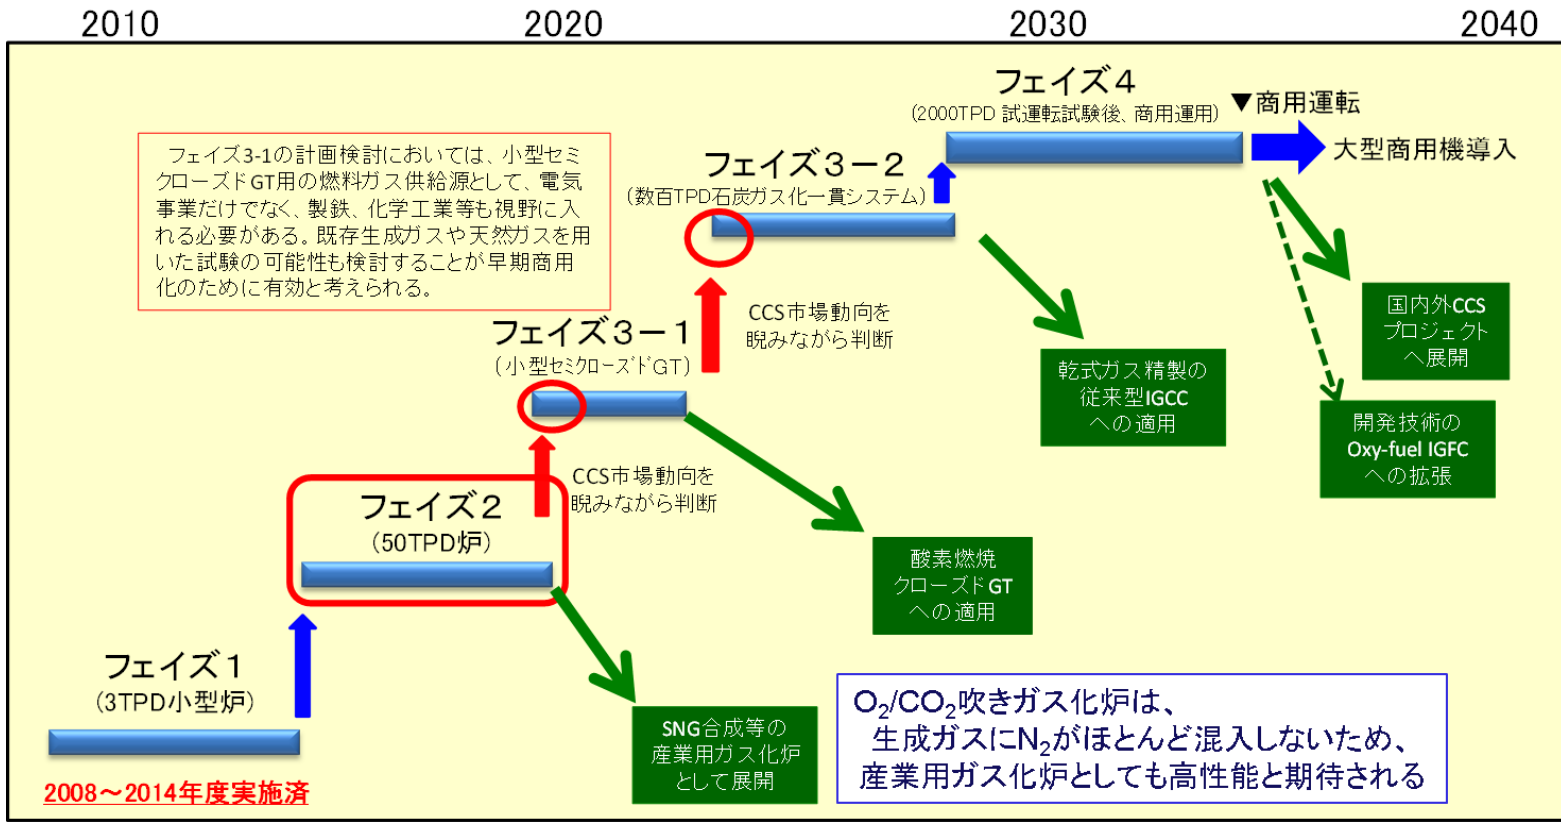 2010
2020
2030
2040
フェイズ4
(2000TPD 試運転試験後、商用運用)
▼商用運転
大型商用機導入
フェイズ3-1の計画検討においては、小型セミ
クローズドGT用の燃料ガス供給源として、電気
事業だけでなく、製鉄、化学工業等も視野に入
れる必要がある。既存生成ガスや天然ガスを用
いた試験の可能性も検討することが早期商用
化のために有効と考えられる。
フェイズ3-2
(数百TPD石炭ガス化一貫システム)
CCS市場動向を
睨みながら判断
国内外CCS
プロジェクト
へ展開
フェイズ3-1
(小型セミクローズドGT)
乾式ガス精製の
従来型IGCC
への適用
開発技術の
Oxy-fuel IGFC
への拡張
CCS市場動向を
睨みながら判断
フェイズ2
(50TPD炉)
酸素燃焼
クローズドGT
への適用
フェイズ1
(3TPD小型炉)
SNG合成等の
産業用ガス化炉
として展開
O₂/CO₂吹きガス化炉は、
生成ガスにN₂がほとんど混入しないため、
産業用ガス化炉としても高性能と期待される
2008～2014年度実施済